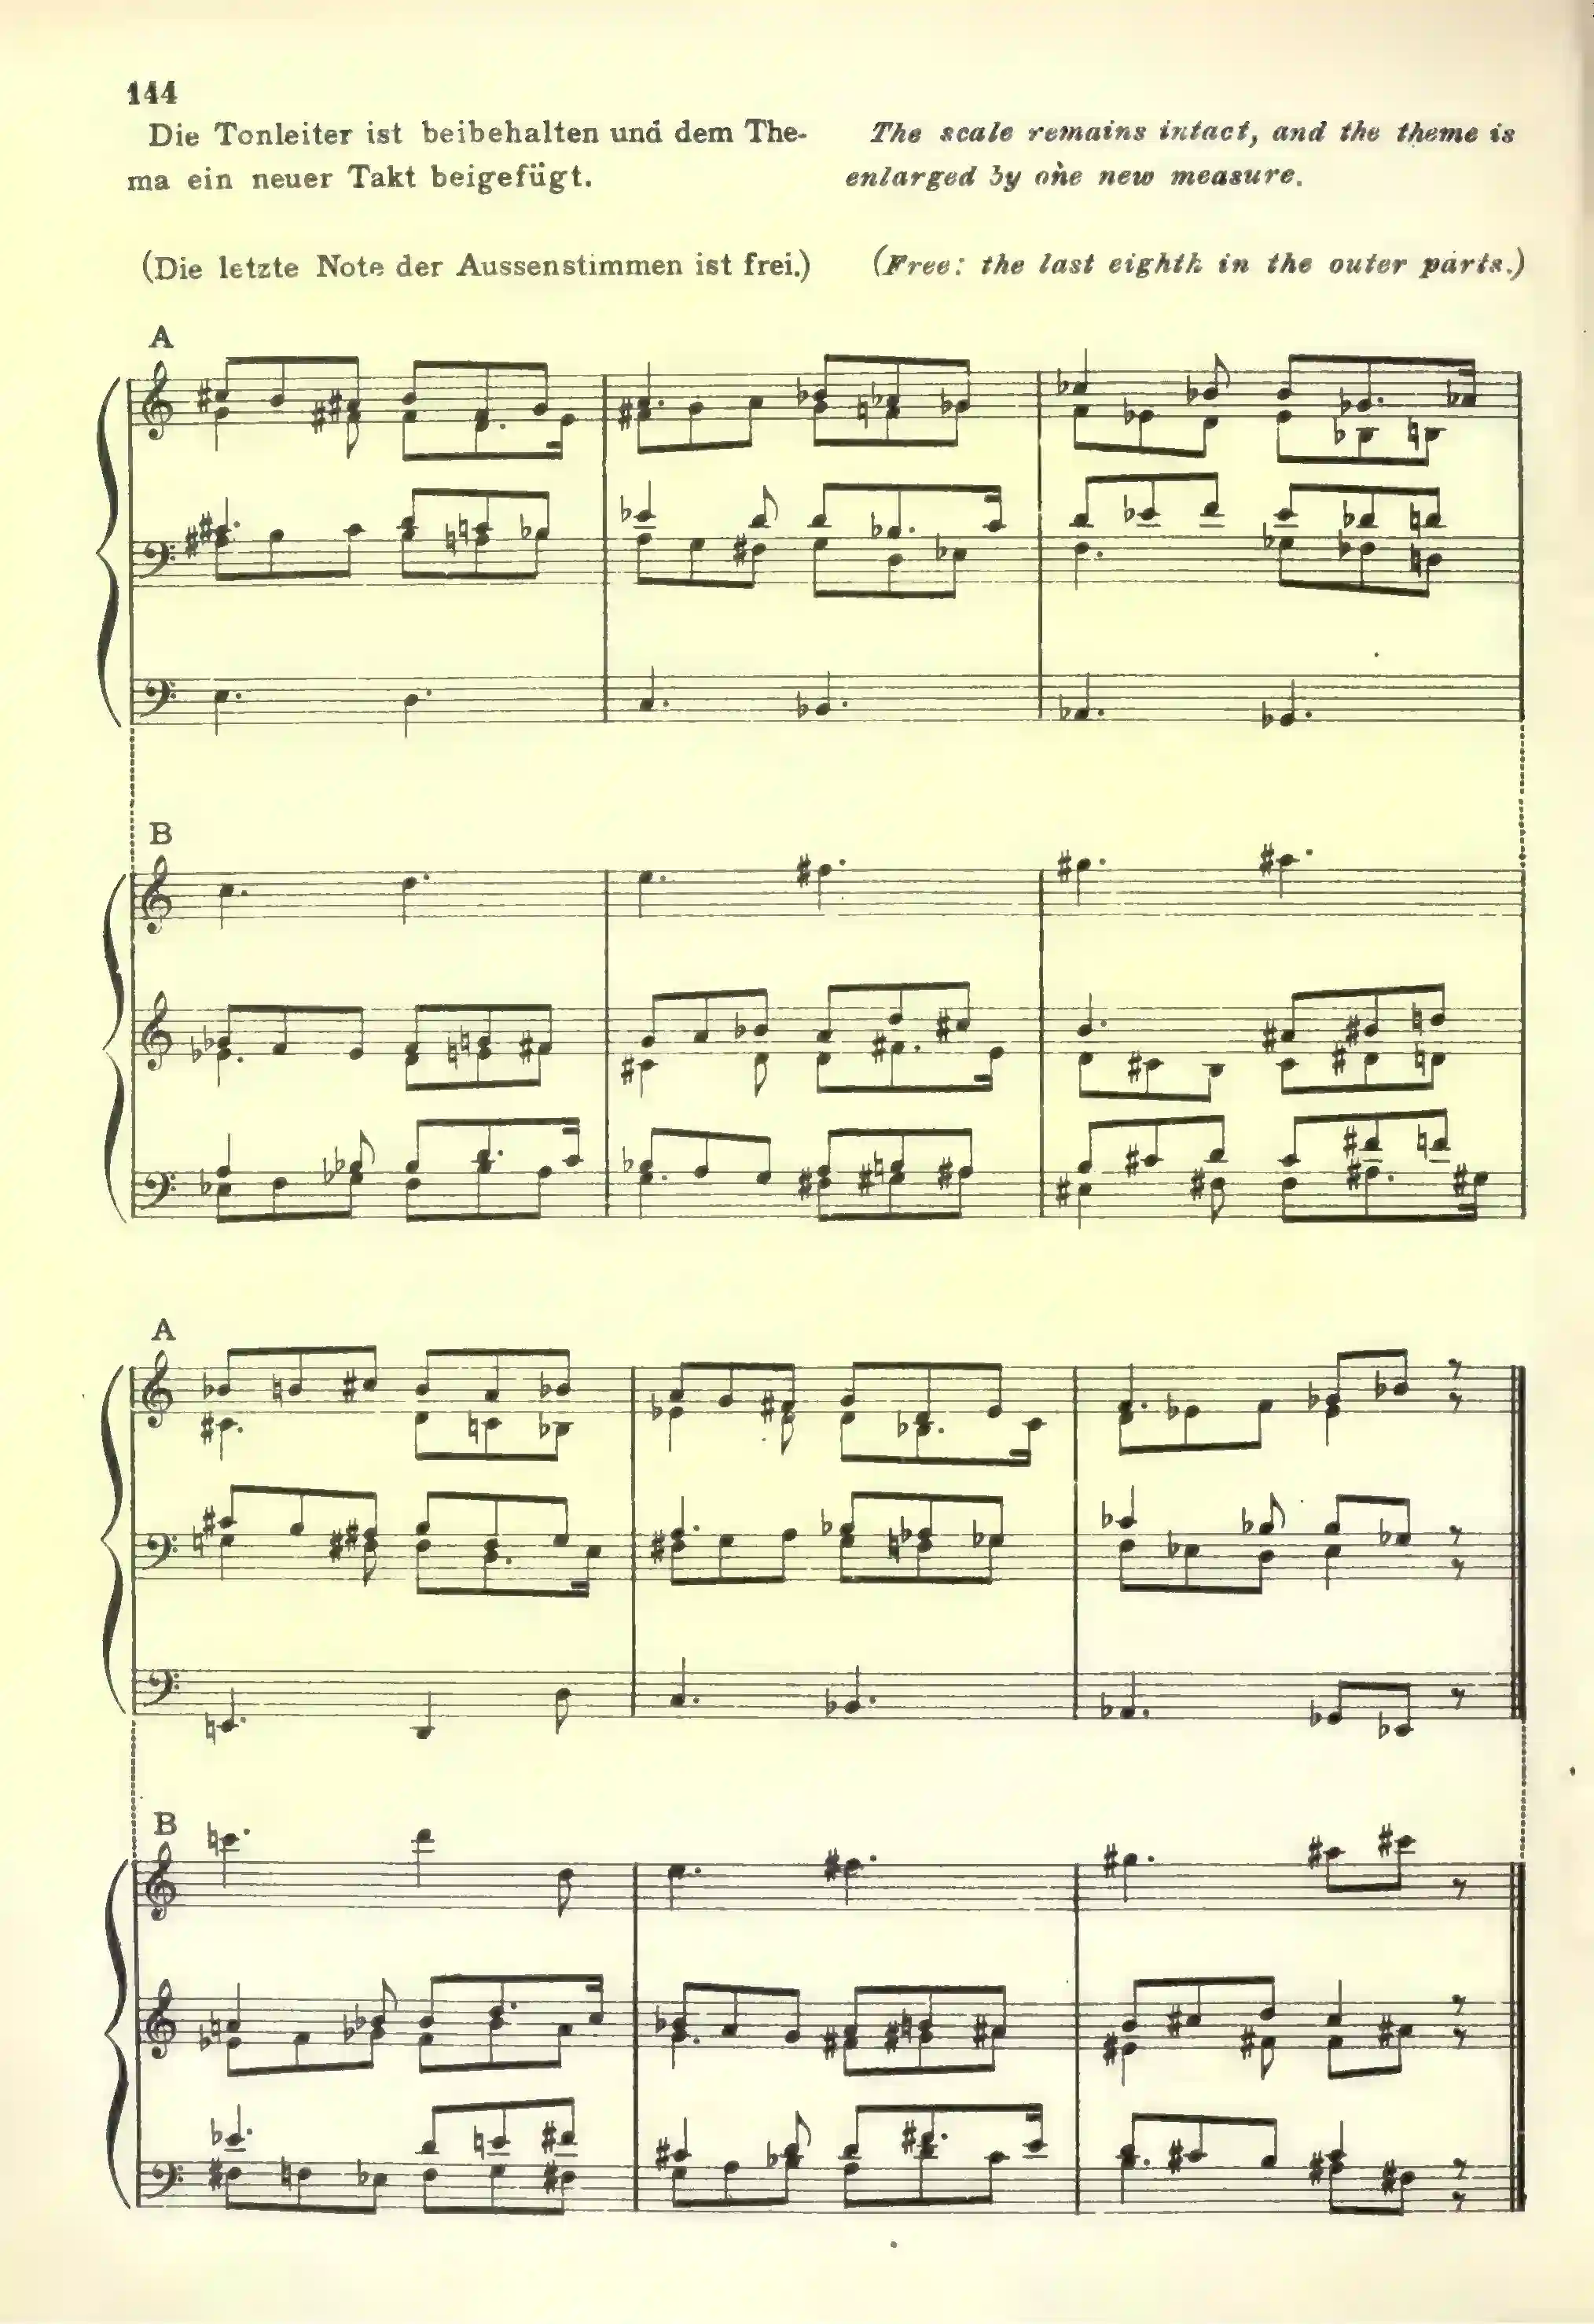 144
Die Tonleiter ist beibehalten und dem The-
ma ein neuer Takt beigefügt.
The scale remains intact, and the theme is
enlarged by one new measure.
(Die letzte Note der Aussenstimmen ist frei.)
(Free: the last eighth in the outer parts.)
A
B
A
B